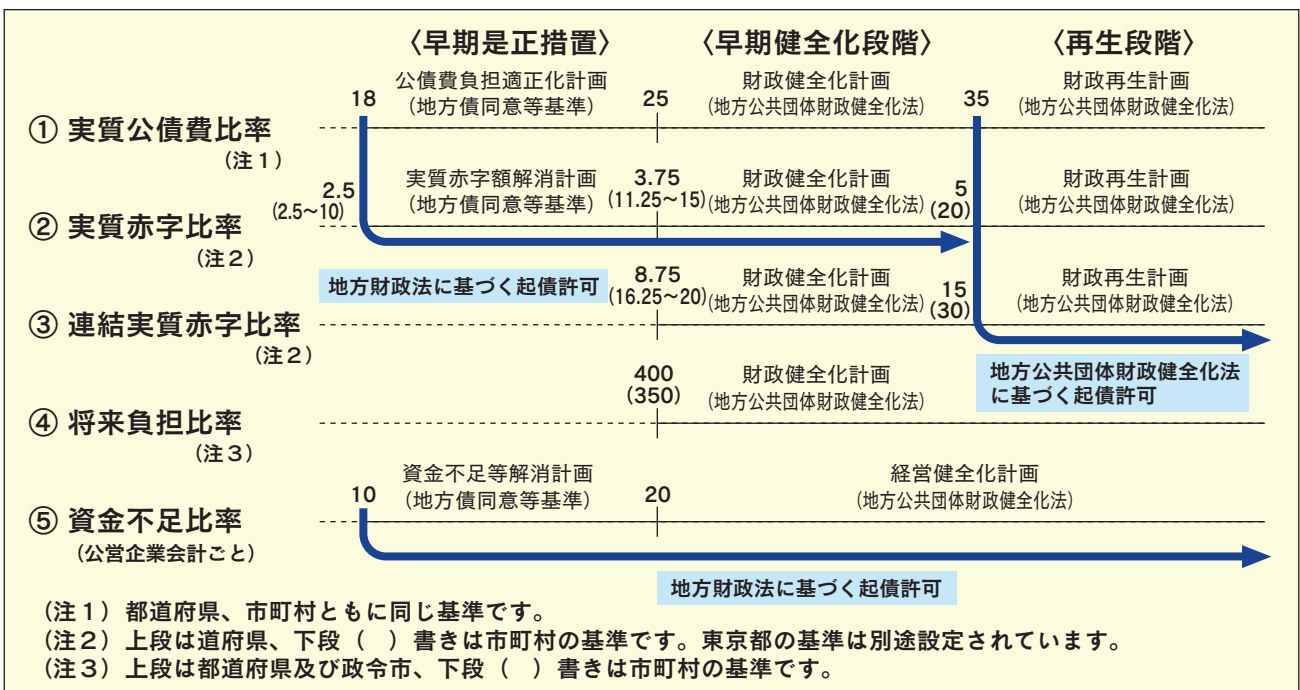 〈早期是正措置〉 〈早期健全化段階〉 〈再生段階〉
公債費負担適正化計画 財政健全化計画 財政再生計画
18 (地方債同意等基準) 25 (地方公共団体財政健全化法) 35 (地方公共団体財政健全化法)
① 実質公債費比率
(注1)
実質赤字額解消計画 3.75 財政健全化計画 5 財政再生計画
2.5
(2.5~10) (地方債同意等基準) (11.25~15) (地方公共団体財政健全化法) (20) (地方公共団体財政健全化法)
② 実質赤字比率
(注2)
地方財政法に基づく起債許可
8.75 財政健全化計画 15 財政再生計画
(16.25~20) (地方公共団体財政健全化法) (30) (地方公共団体財政健全化法)
③ 連結実質赤字比率
(注2)
地方公共団体財政健全化法
に基づく起債許可
400 財政健全化計画
(350) (地方公共団体財政健全化法)
④ 将来負担比率
(注3)
資金不足等解消計画 経営健全化計画
10 (地方債同意等基準) 20 (地方公共団体財政健全化法)
⑤ 資金不足比率
(公営企業会計ごと)
地方財政法に基づく起債許可
(注1) 都道府県、市町村ともに同じ基準です。
(注2) 上段は道府県、下段( )書きは市町村の基準です。東京都の基準は別途設定されています。
(注3) 上段は都道府県及び政令市、下段( )書きは市町村の基準です。